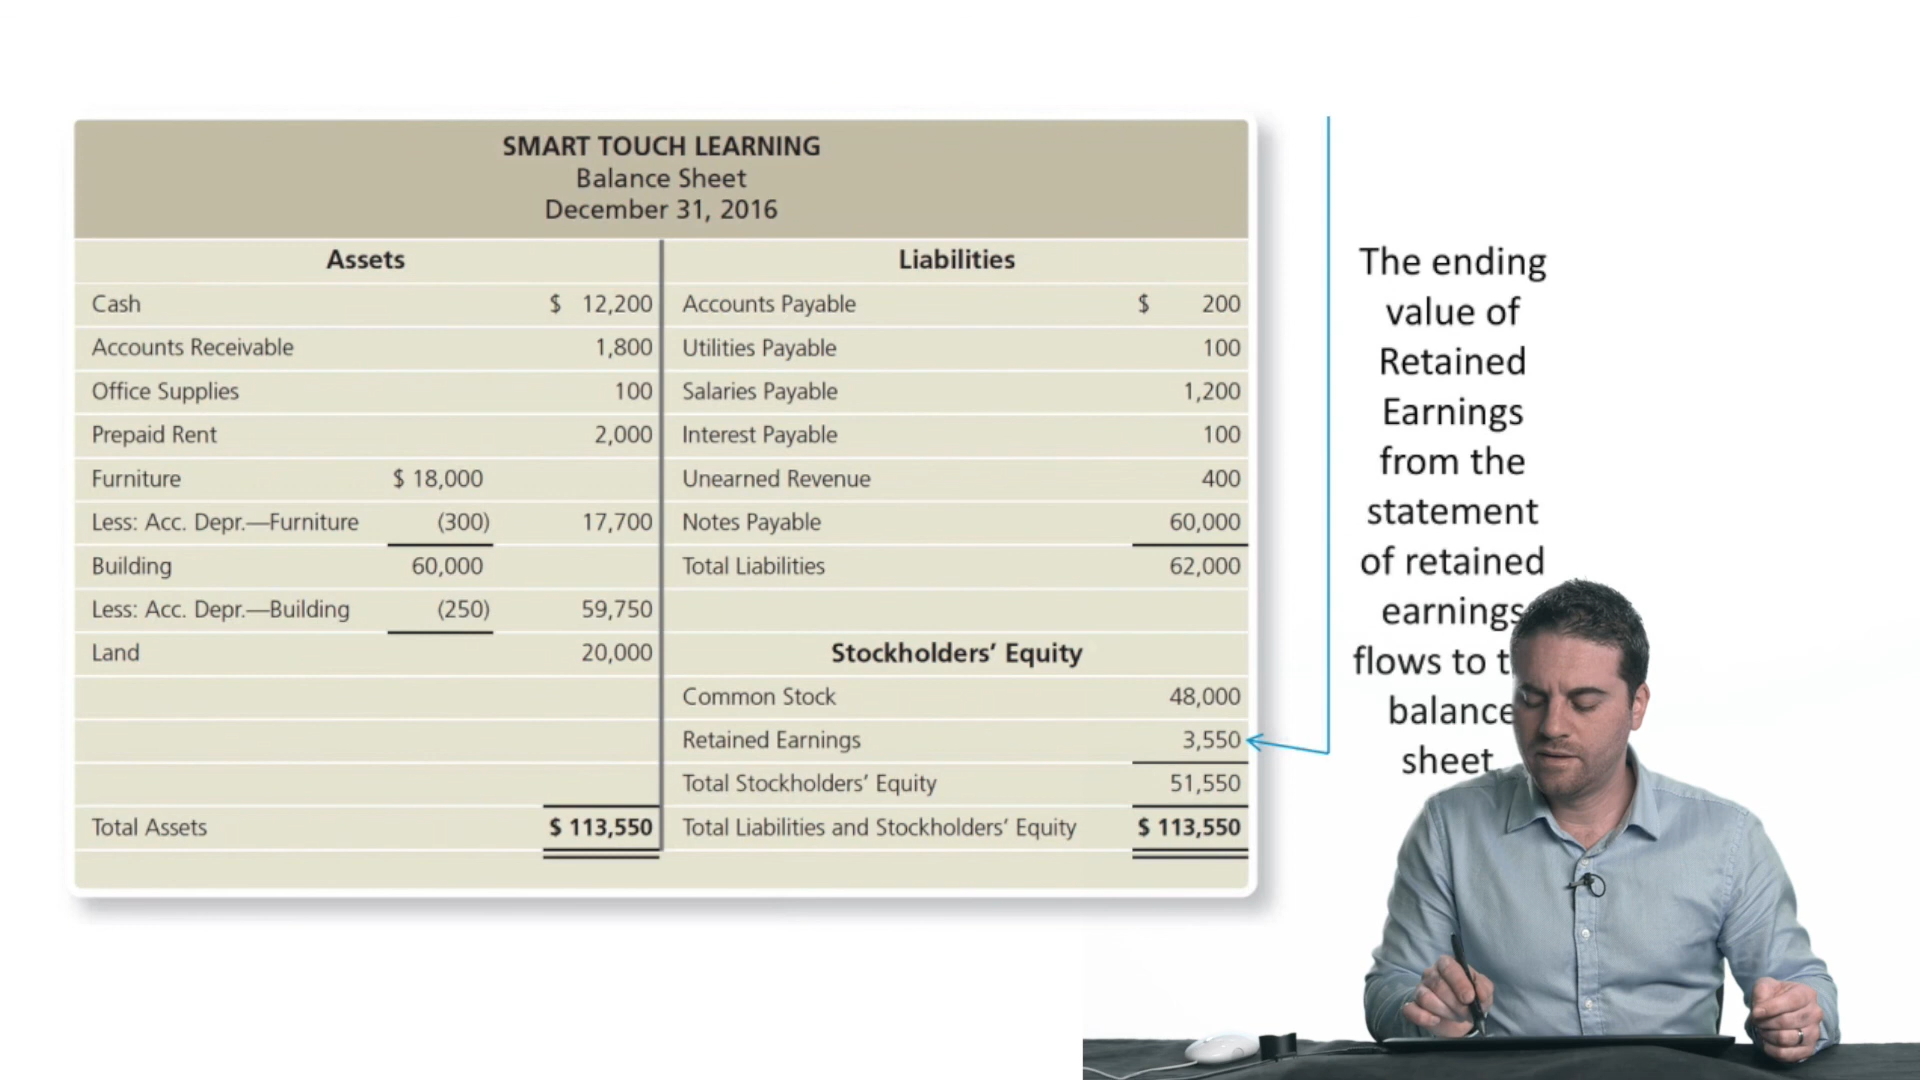 SMART TOUCH LEARNING
Balance Sheet
December 31, 2016
Assets
Cash $ 12,200
Accounts Receivable 1,800
Office Supplies 100
Prepaid Rent 2,000
Furniture $ 18,000
Less: Acc. Depr.—Furniture (300) 17,700
Building 60,000
Less: Acc. Depr.—Building (250) 59,750
Land 20,000
Total Assets $ 113,550
Liabilities
Accounts Payable $ 200
Utilities Payable 100
Salaries Payable 1,200
Interest Payable 100
Unearned Revenue 400
Notes Payable 60,000
Total Liabilities 62,000
Stockholders’ Equity
Common Stock 48,000
Retained Earnings 3,550
Total Stockholders’ Equity 51,550
Total Liabilities and Stockholders’ Equity $ 113,550
The ending
value of
Retained
Earnings
from the
statement
of retained
earnings
flows to
balance
sheet